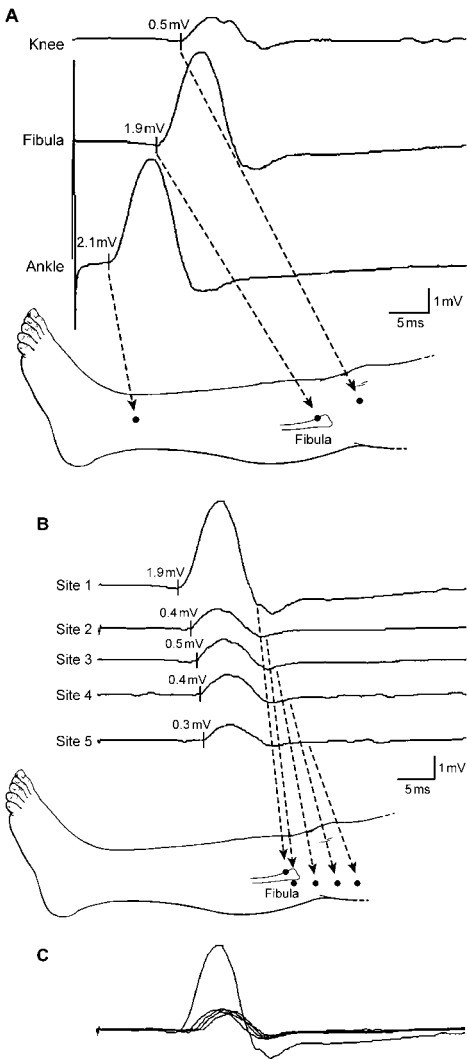 A
0.5mV
Knee
1.9mV
Fibula
2.1mV
Ankle
1mV
5ms
Fibula
B
Site 1
1.9mV
0.4mV
Site 2
0.5mV
Site 3
0.4mV
Site 4
0.3mV
Site 5
1mV
5ms
Fibula
C